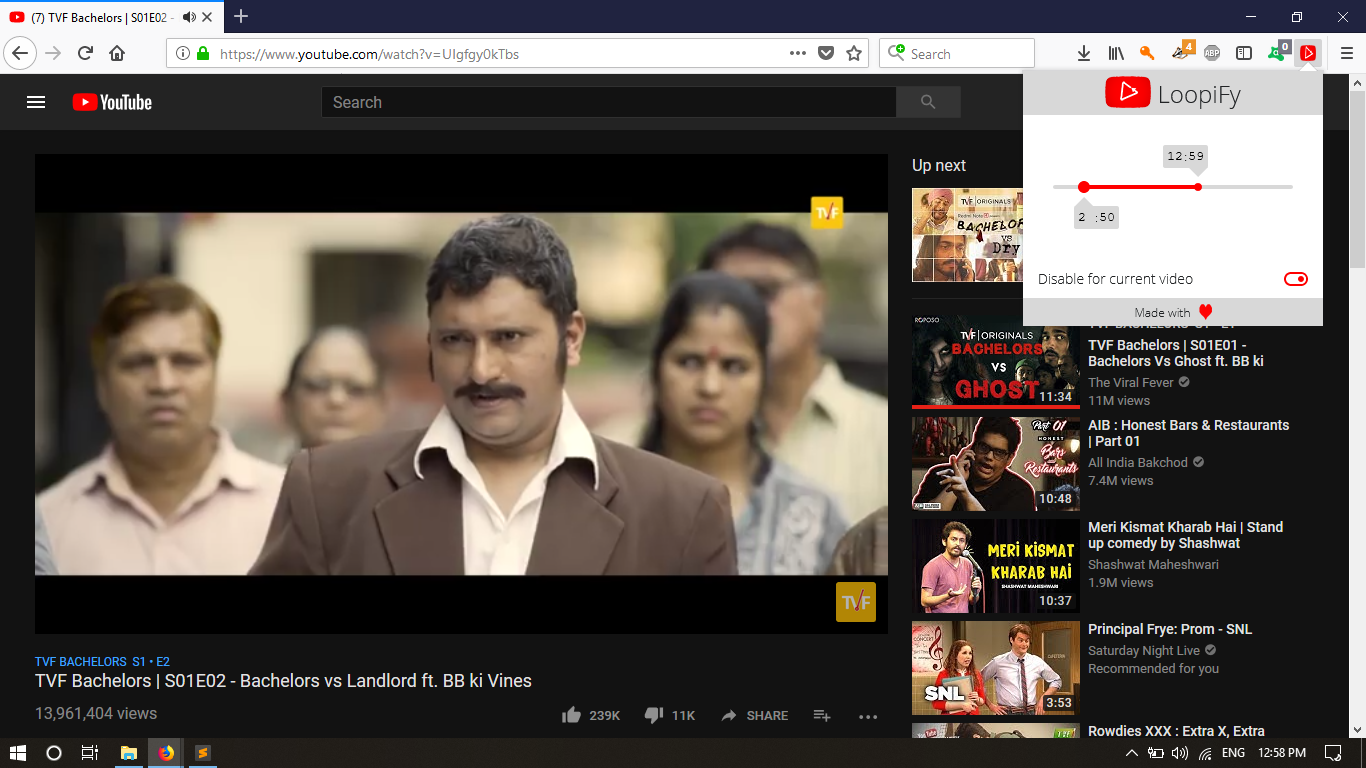 (7) TVF Bachelors | S01E02 -
https://www.youtube.com/watch?v=UIgfgy0kTbs
Search
4
ABP
0
YouTube
Search
LoopiFy
12:59
2 :50
Disable for current video
Made with
TVF
TVF
Up next
TVF ORIGINALS
BACHELOR
VS
Dry
ROPOSO
TVF ORIGINALS
BACHELORS
VS
GHOST
11:34
TVF Bachelors | S01E01 -
Bachelors Vs Ghost ft. BB ki
The Viral Fever
11M views
Part 01
HONEST
Bars
Restaurants
10:48
AIB : Honest Bars & Restaurants
| Part 01
All India Bakchod
7.4M views
MERI KISMAT
KHARAB HAI
SHASHWAT MAHESHWARI
10:37
Meri Kismat Kharab Hai | Stand
up comedy by Shashwat
Shashwat Maheshwari
1.9M views
SNL
3:53
Principal Frye: Prom - SNL
Saturday Night Live
Recommended for you
Rowdies XXX : Extra X, Extra
TVF BACHELORS S1 • E2
TVF Bachelors | S01E02 - Bachelors vs Landlord ft. BB ki Vines
13,961,404 views
239K
11K
SHARE
ENG
12:58 PM